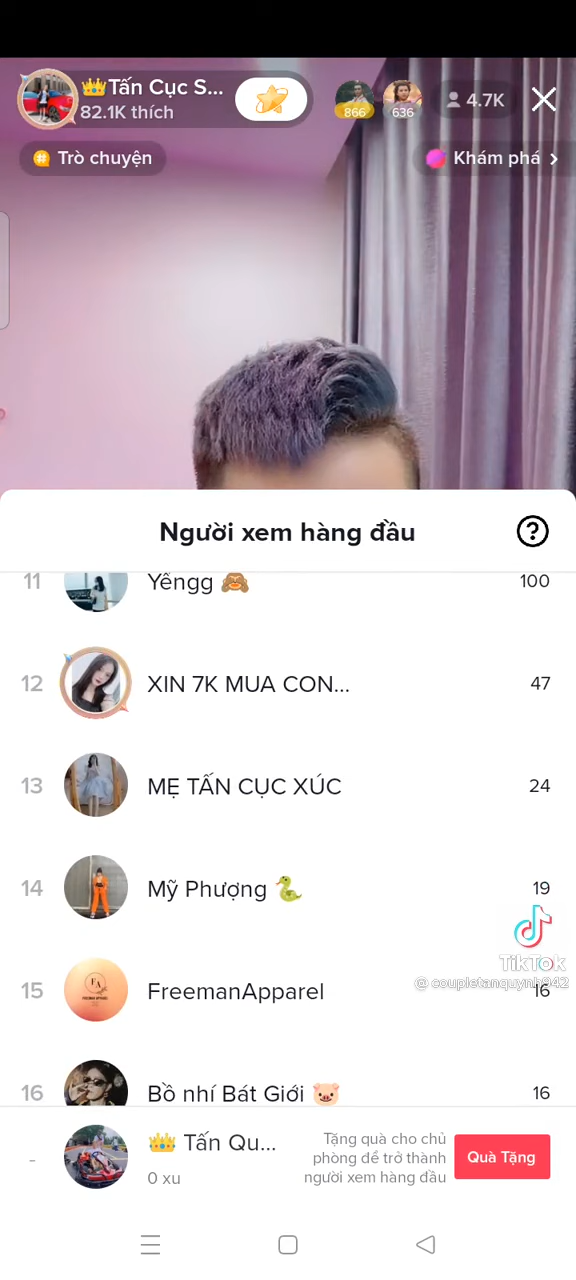 👑Tấn Cục S...
82.1K thích
866
636
4.7K
Trò chuyện
Khám phá >
Người xem hàng đầu
11 Yếngg 🙈 100
12 XIN 7K MUA CON... 47
13 MẸ TẤN CỤC XÚC 24
14 Mỹ Phượng 🐍 19
TikTok
@ coupletanquynh942
15 FreemanApparel 16
16 Bồ nhí Bát Giới 🐷 16
- 👑 Tấn Qu...
0 xu
Tặng quà cho chủ
phòng để trở thành
người xem hàng đầu
Quà Tặng